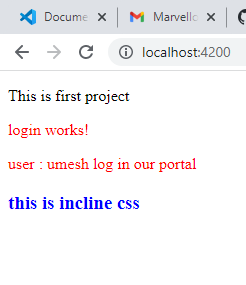 Docume
Marvello
localhost:4200
This is first project
login works!
user : umesh log in our portal
this is incline css